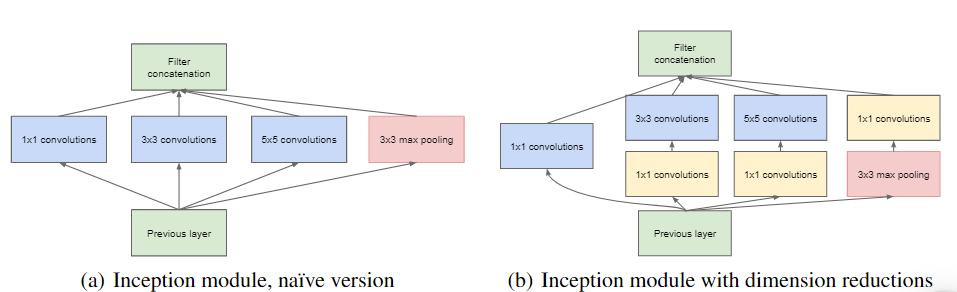 Filter
concatenation
1x1 convolutions
3x3 convolutions
5x5 convolutions
3x3 max pooling
Previous layer
(a) Inception module, naïve version
Filter
concatenation
3x3 convolutions
5x5 convolutions
1x1 convolutions
1x1 convolutions
1x1 convolutions
1x1 convolutions
3x3 max pooling
Previous layer
(b) Inception module with dimension reductions